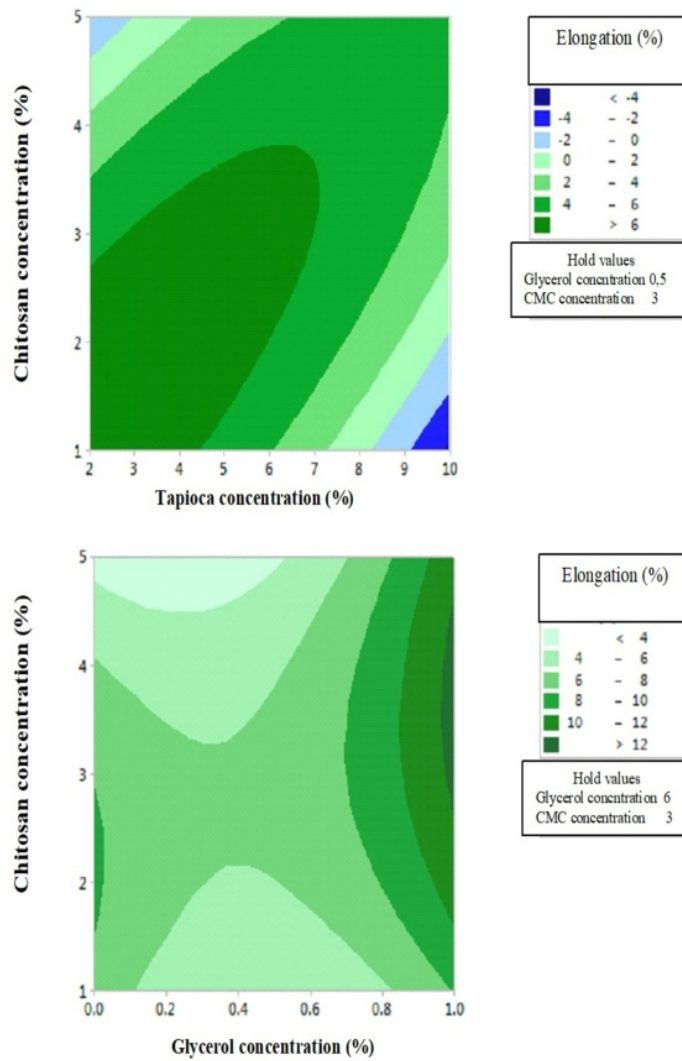 Elongation (%)
< -4
-4 – -2
-2 – 0
0 – 2
2 – 4
4 – 6
> 6
Hold values
Glycerol concntration 0,5
CMC concentration 3
Chitosan concentration (%)
5
4
3
2
1
2 3 4 5 6 7 8 9 10
Tapioca concentration (%)
Elongation (%)
< 4
4 – 6
6 – 8
8 – 10
10 – 12
> 12
Hold values
Glycerol concntration 6
CMC concentration 3
Chitosan concentration (%)
5
4
3
2
1
0.0 0.2 0.4 0.6 0.8 1.0
Glycerol concentration (%)